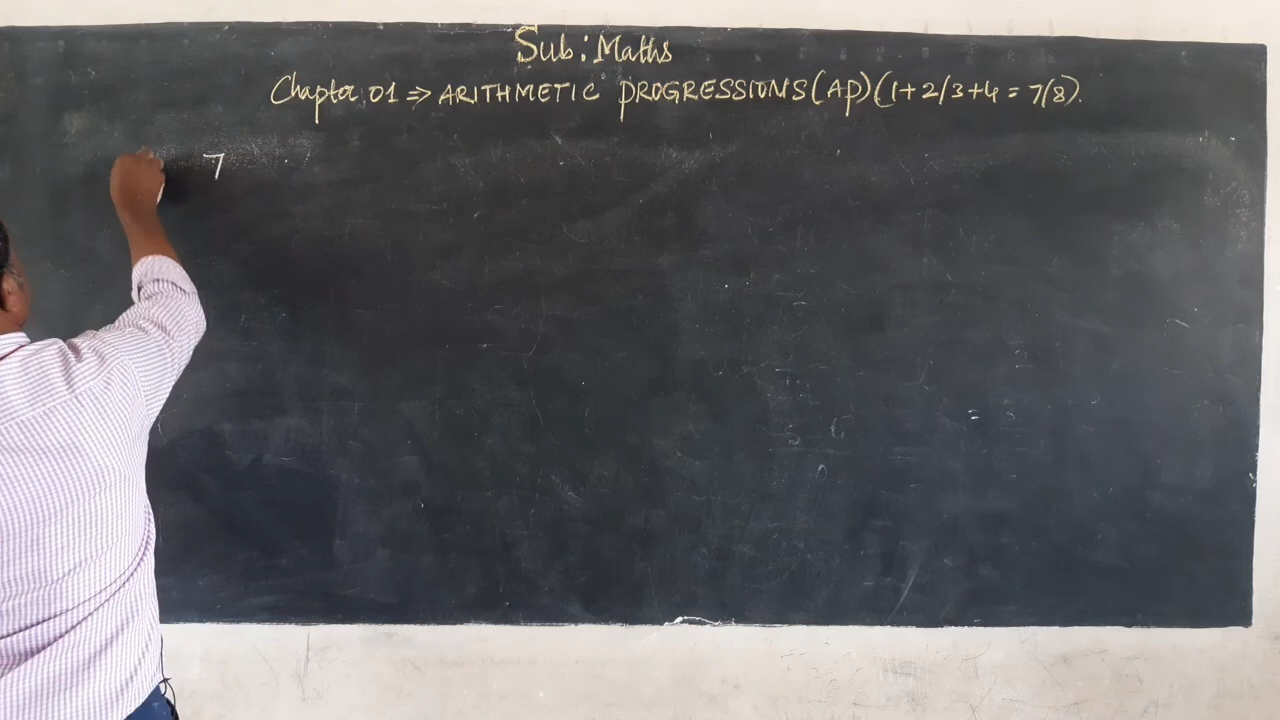 Sub: Maths
Chapter 01 ⇒ ARITHMETIC PROGRESSIONS (AP) (1+2/3+4 = 7/8).
7